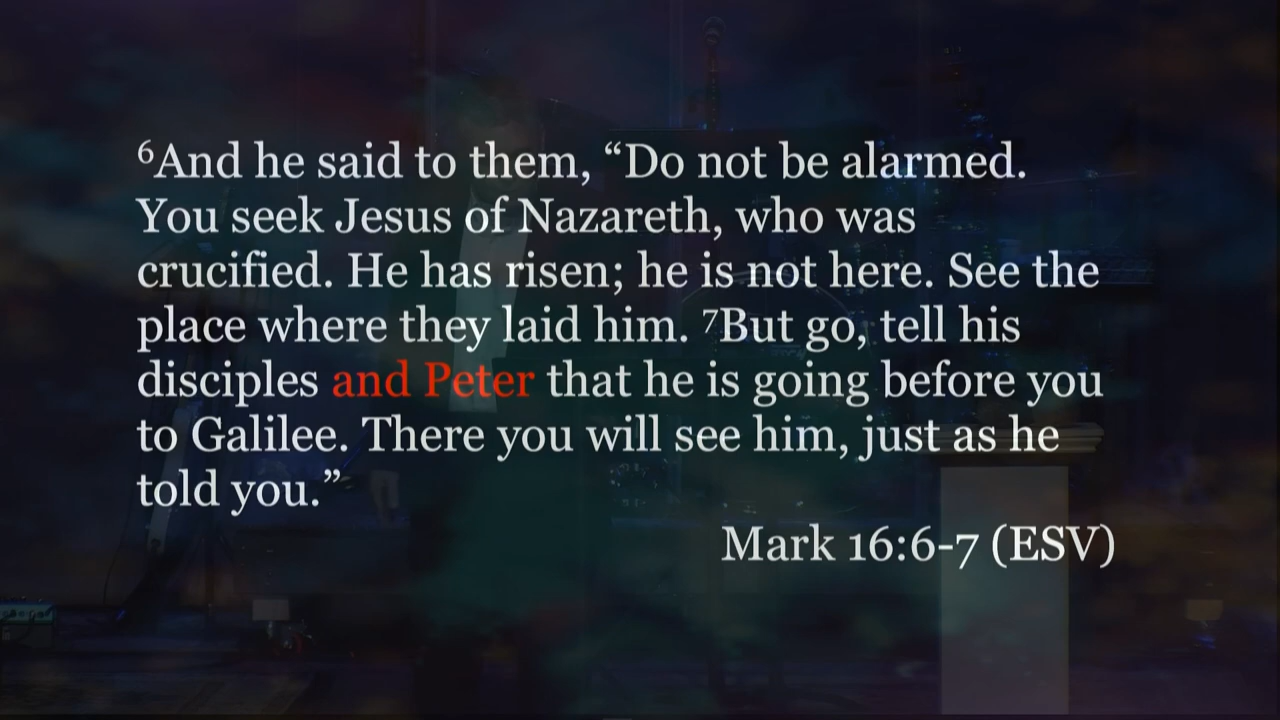 ⁶And he said to them, “Do not be alarmed.
You seek Jesus of Nazareth, who was
crucified. He has risen; he is not here. See the
place where they laid him. ⁷But go, tell his
disciples and Peter that he is going before you
to Galilee. There you will see him, just as he
told you.”
Mark 16:6-7 (ESV)